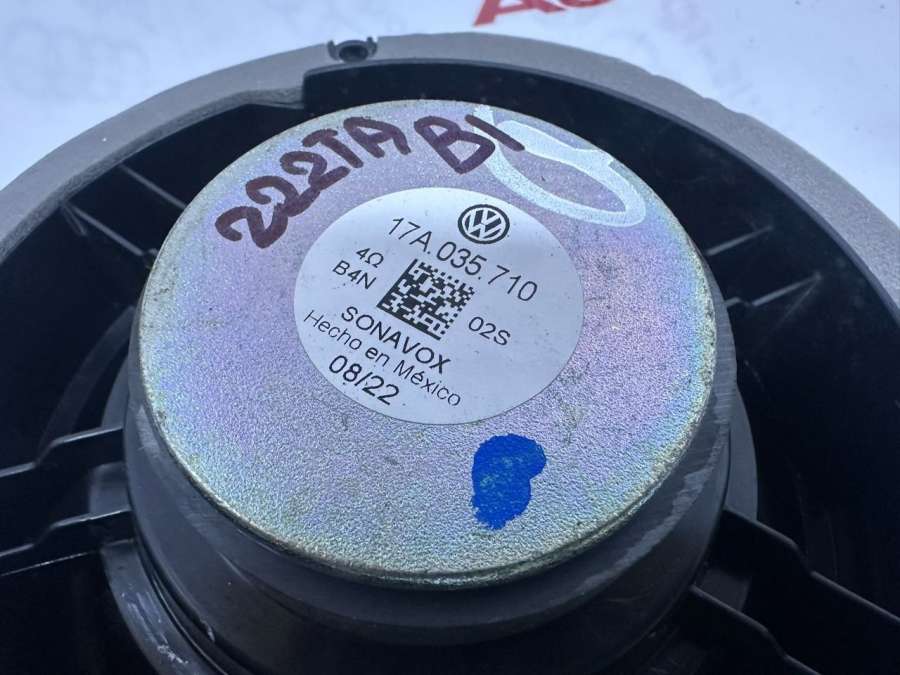 222TA B1
17A.035.710
4Ω
B4N
02S
SONAVOX
Hecho en México
08/22